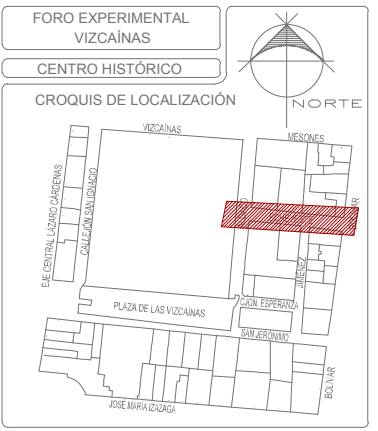 FORO EXPERIMENTAL
VIZCAÍNAS
CENTRO HISTÓRICO
CROQUIS DE LOCALIZACIÓN
NORTE
VIZCAÍNAS
MESONES
EJE CENTRAL LÁZARO CÁRDENAS
CALLEJÓN SAN IGNACIO
JIMÉNEZ
CJON. ESPERANZA
PLAZA DE LAS VIZCAÍNAS
SAN JERÓNIMO
BOLÍVAR
JOSÉ MARÍA IZAZAGA